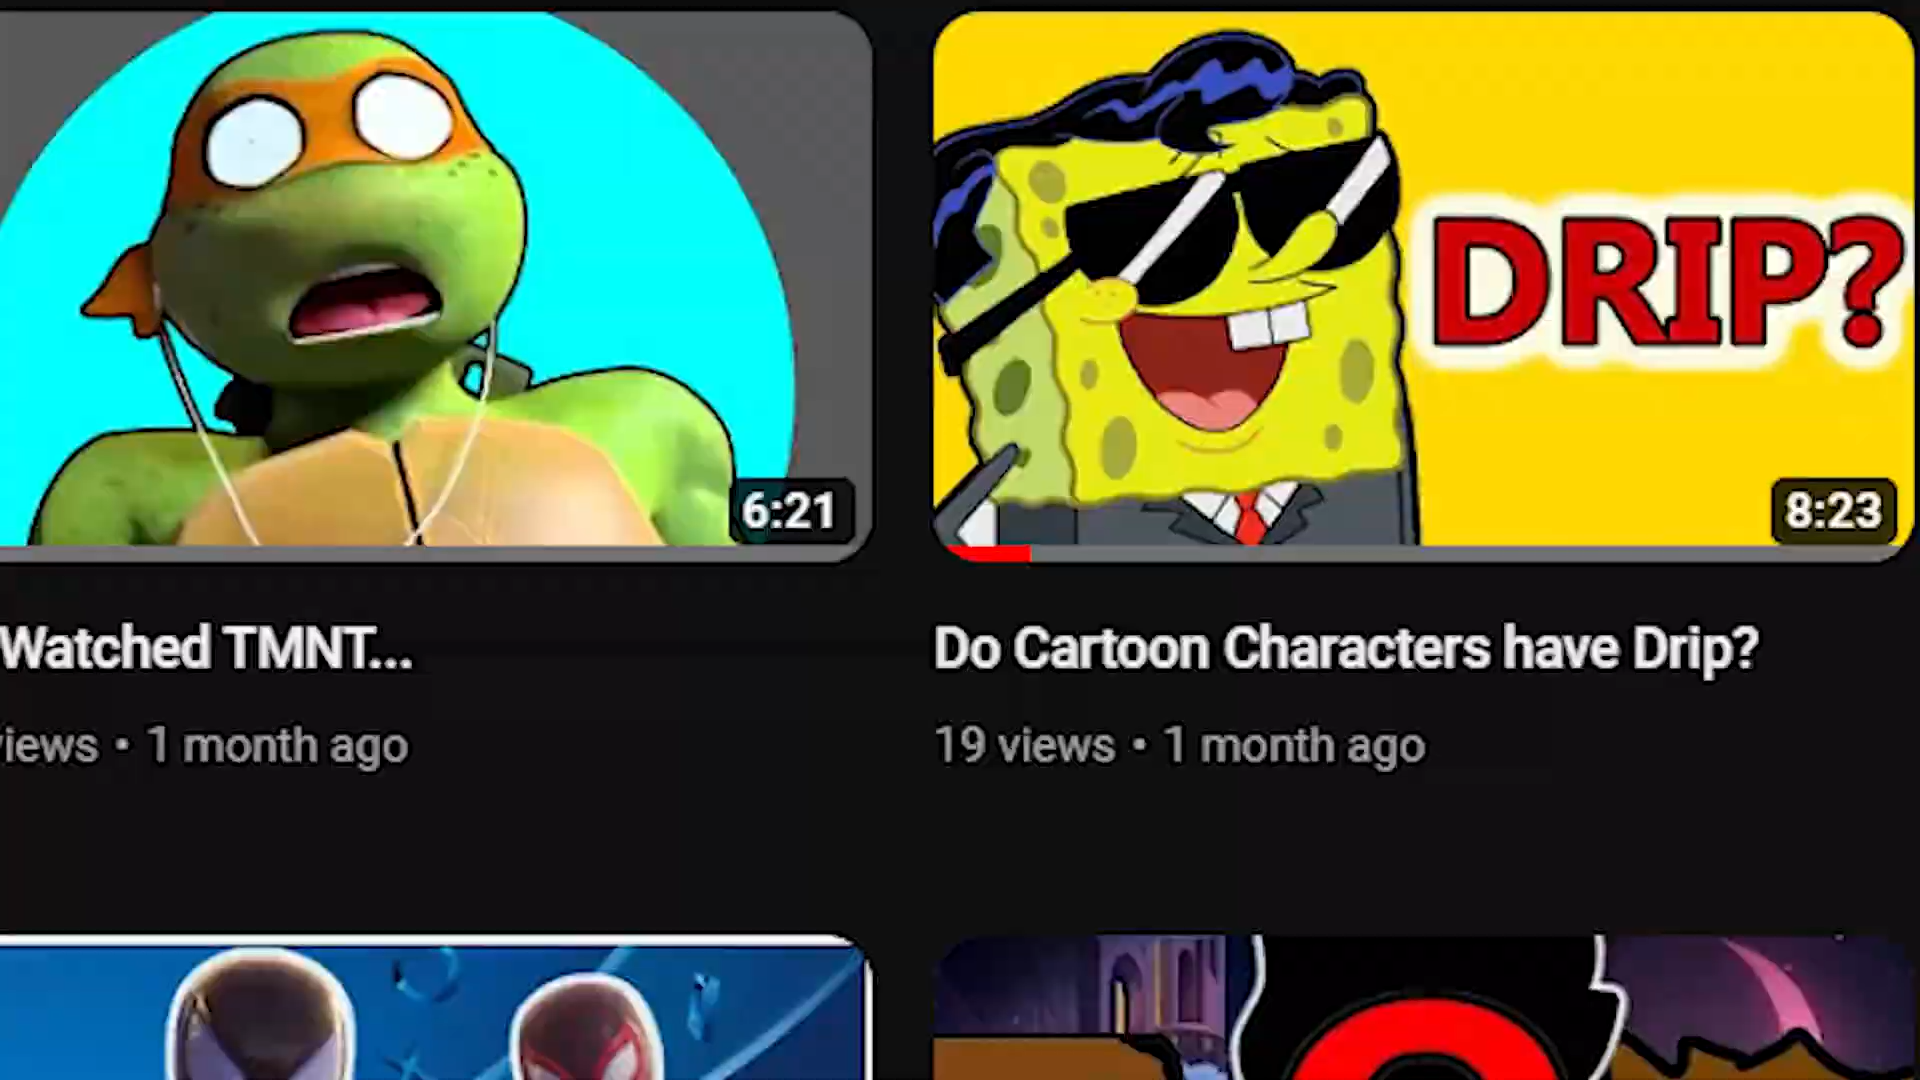 DRIP?
6:21
8:23
Watched TMNT...
Do Cartoon Characters have Drip?
views • 1 month ago
19 views • 1 month ago